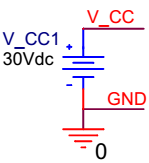 V_CC
V_CC1
30Vdc
+
-
GND
0